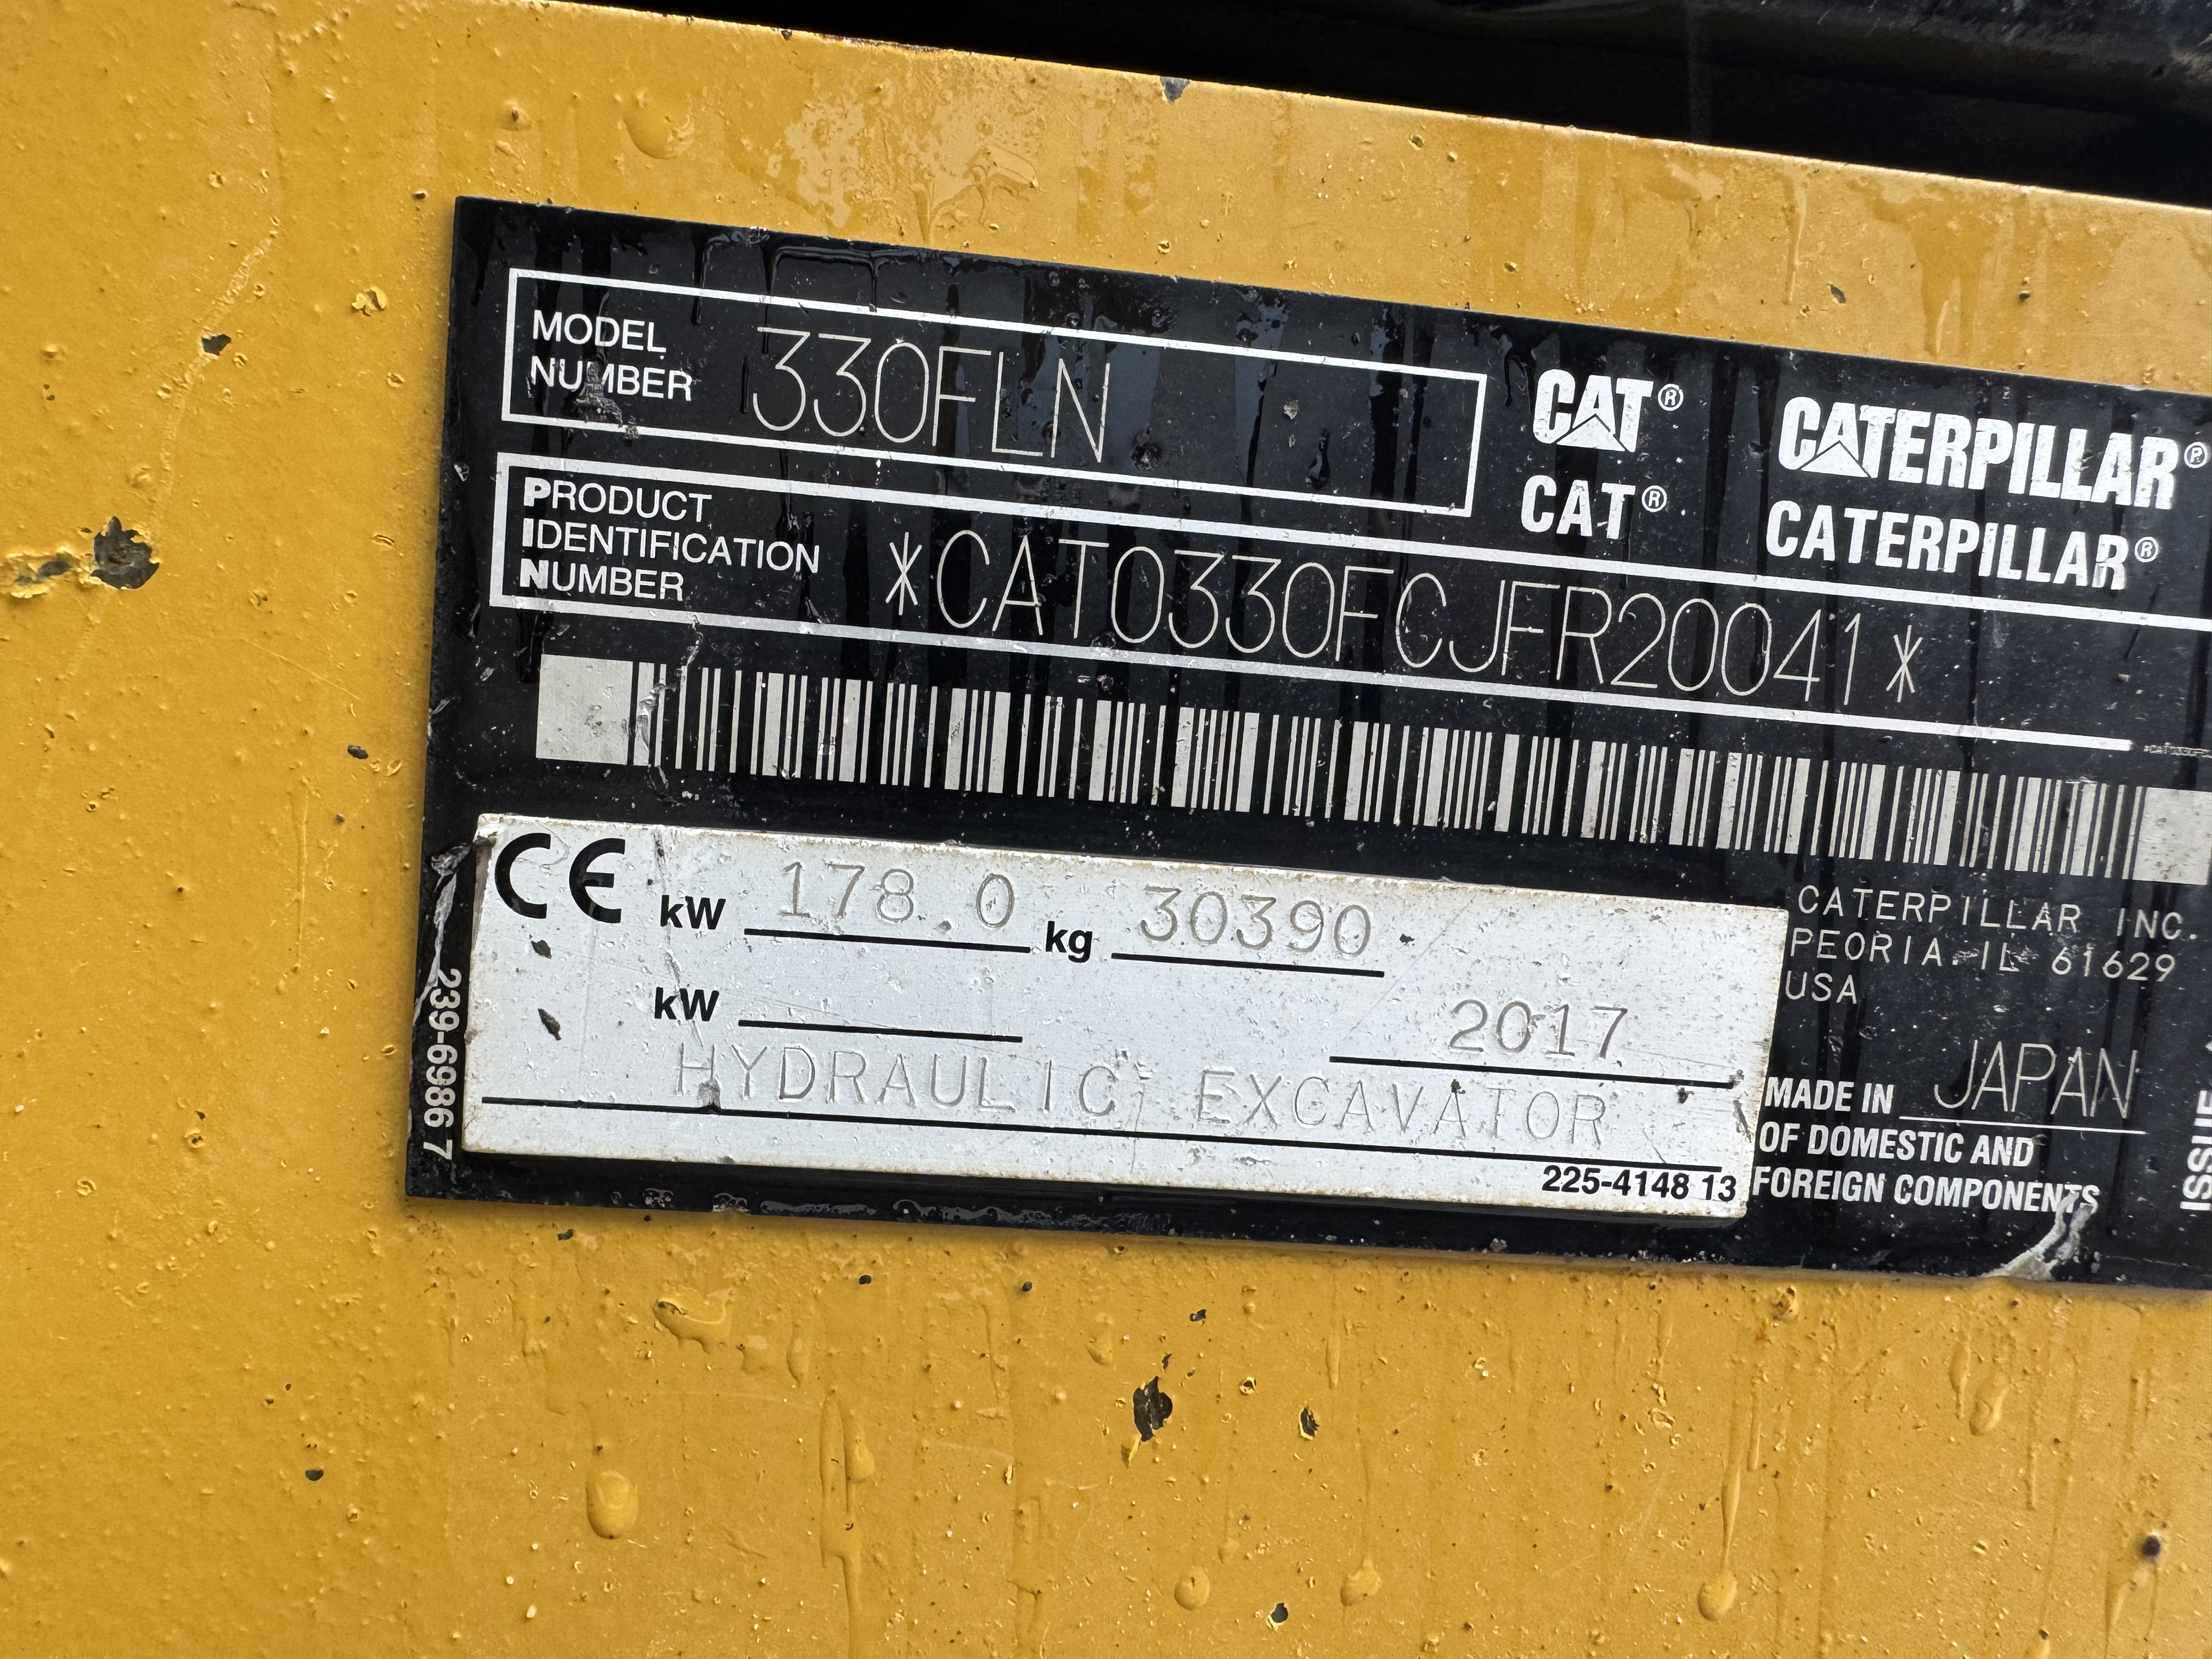 MODEL
NUMBER 330FLN
CAT® CATERPILLAR®
CAT® CATERPILLAR®
PRODUCT
IDENTIFICATION
NUMBER *CAT0330FCJFR20041*
CE kW 178.0 kg 30390
kW 2017
HYDRAULIC EXCAVATOR
225-4148 13
239-6986 7
CATERPILLAR INC.
PEORIA. IL 61629
USA
MADE IN JAPAN
OF DOMESTIC AND
FOREIGN COMPONENTS